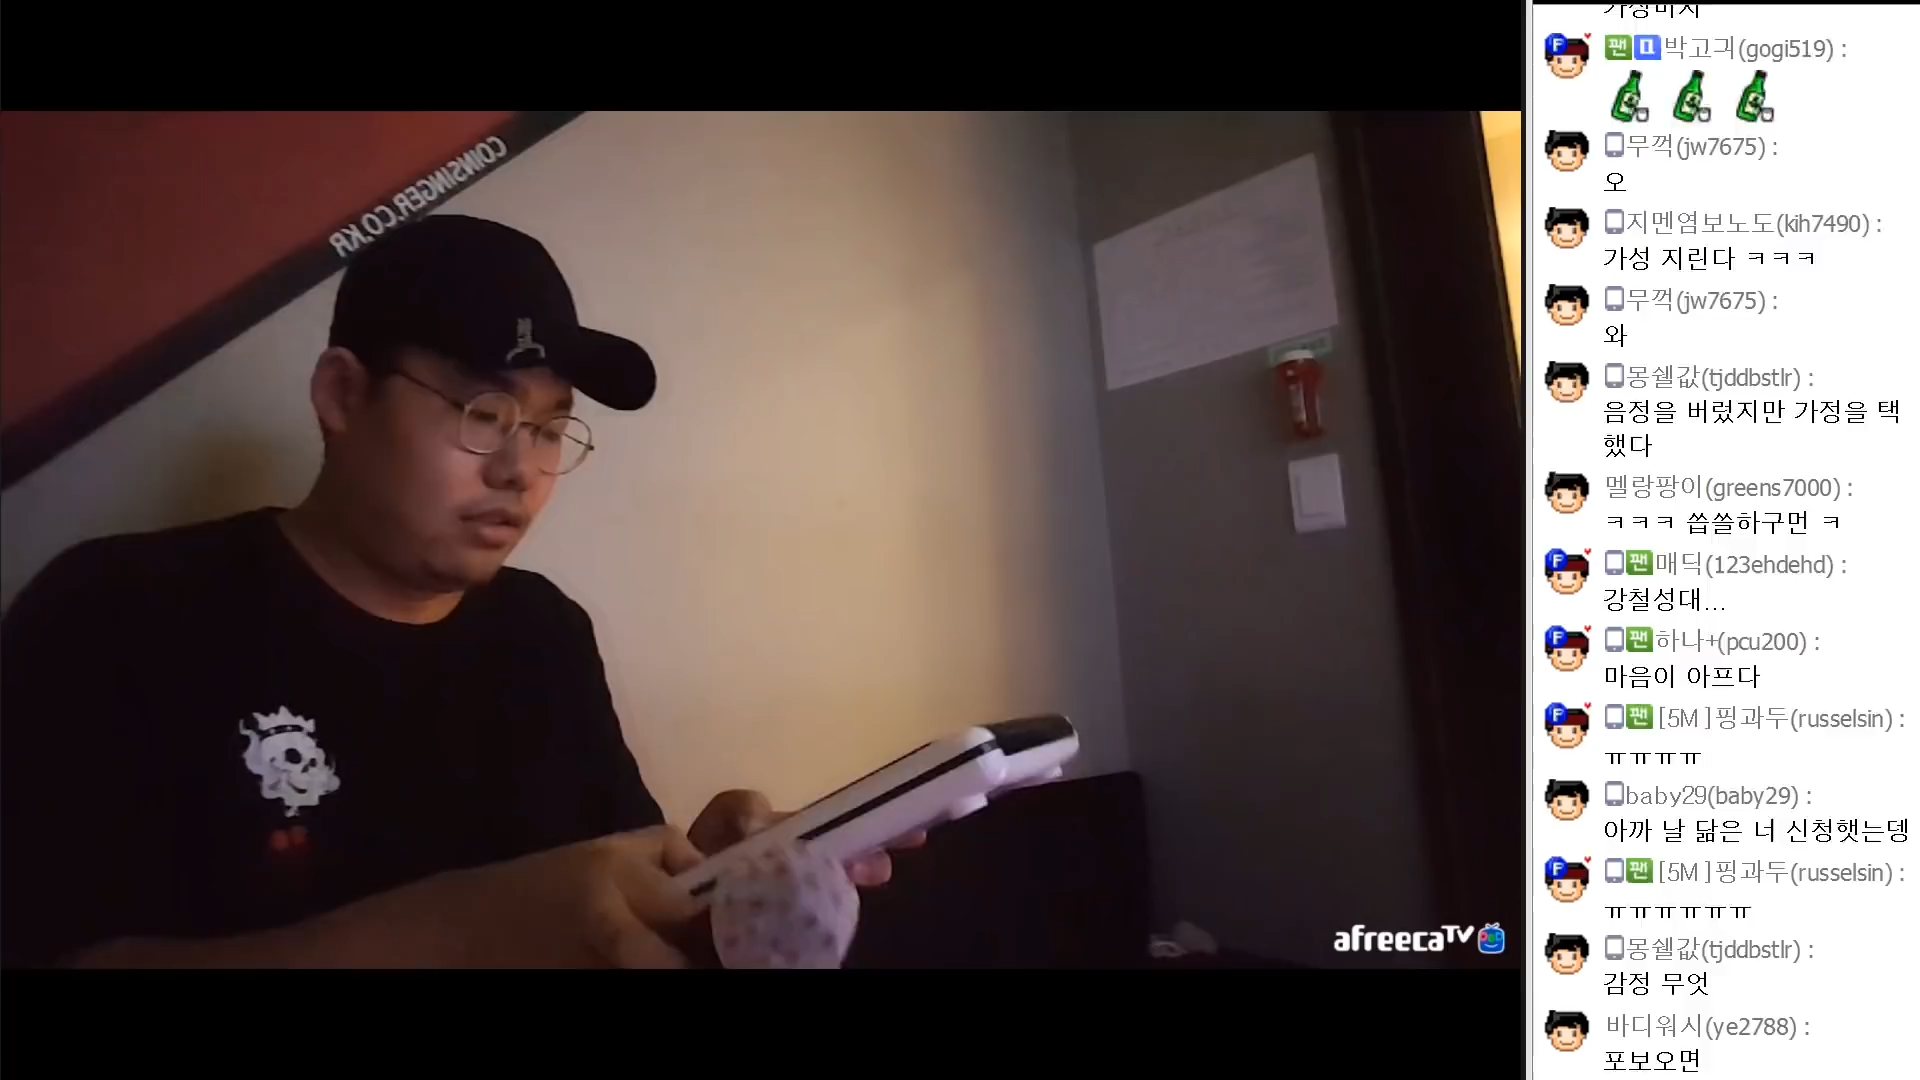 COINSINGER.CO.KR
afreecaTV
팬 박고긔(gogi519) :
무꺽(jw7675) :
오
지멘염보노도(kih7490) :
가성 지린다 ㅋㅋㅋ
무꺽(jw7675) :
와
몽쉘값(tjddbstlr) :
음정을 버렸지만 가정을 택
했다
멜랑팡이(greens7000) :
ㅋㅋㅋ 씁쓸하구먼 ㅋ
팬 매딕(123ehdehd) :
강철성대...
팬 하나+(pcu200) :
마음이 아프다
팬 [5M]핑과두(russelsin) :
ㅠㅠㅠㅠ
baby29(baby29) :
아까 날 닮은 너 신청햇는뎅
팬 [5M]핑과두(russelsin) :
ㅠㅠㅠㅠㅠㅠ
몽쉘값(tjddbstlr) :
감정 무엇
바디워시(ye2788) :
포보오면